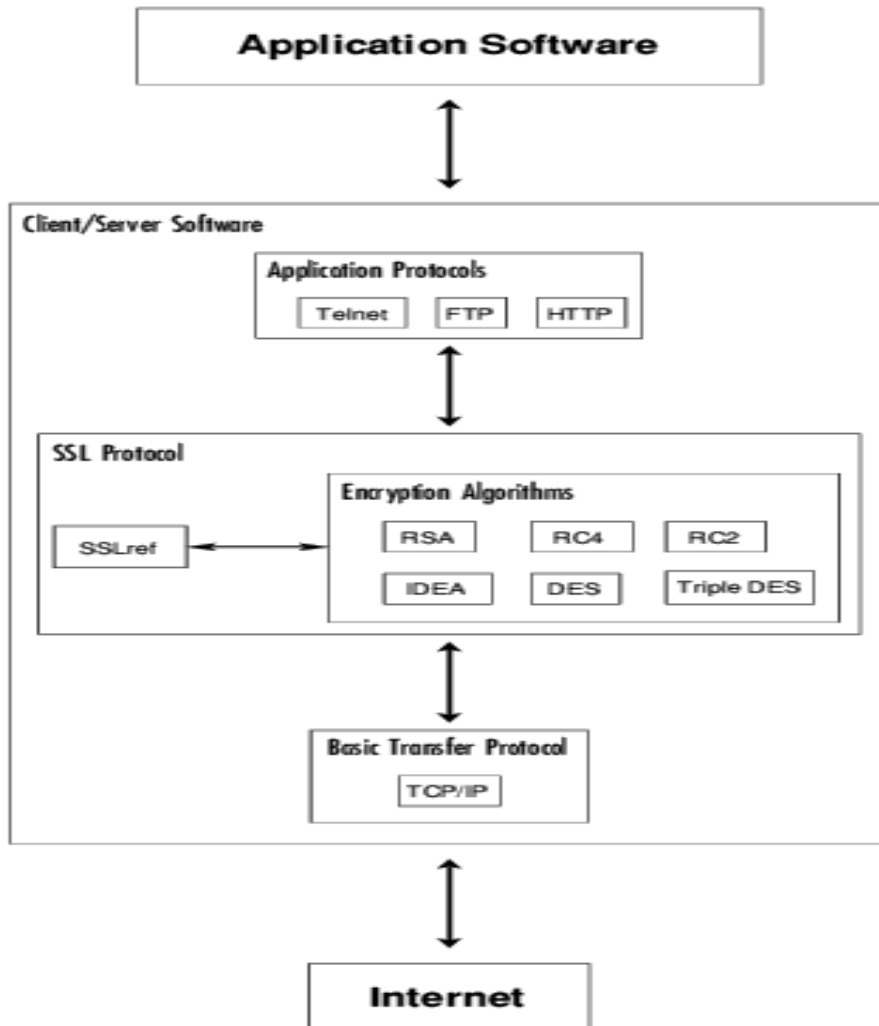 Application Software
Client/Server Software
Application Protocols
Telnet FTP HTTP
SSL Protocol
Encryption Algorithms
SSLref
RSA RC4 RC2
IDEA DES Triple DES
Basic Transfer Protocol
TCP/IP
Internet